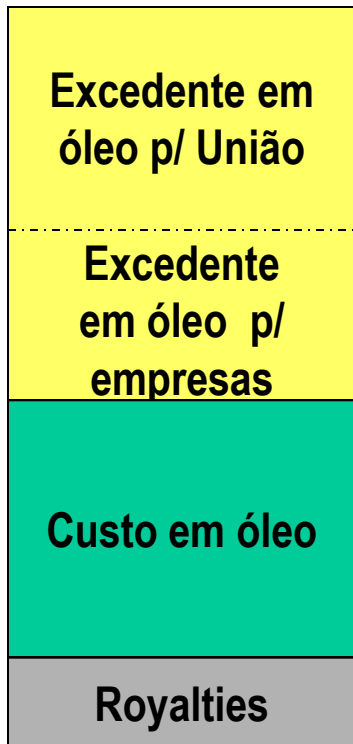 Excedente em
óleo p/ União
Excedente
em óleo p/
empresas
Custo em óleo
Royalties